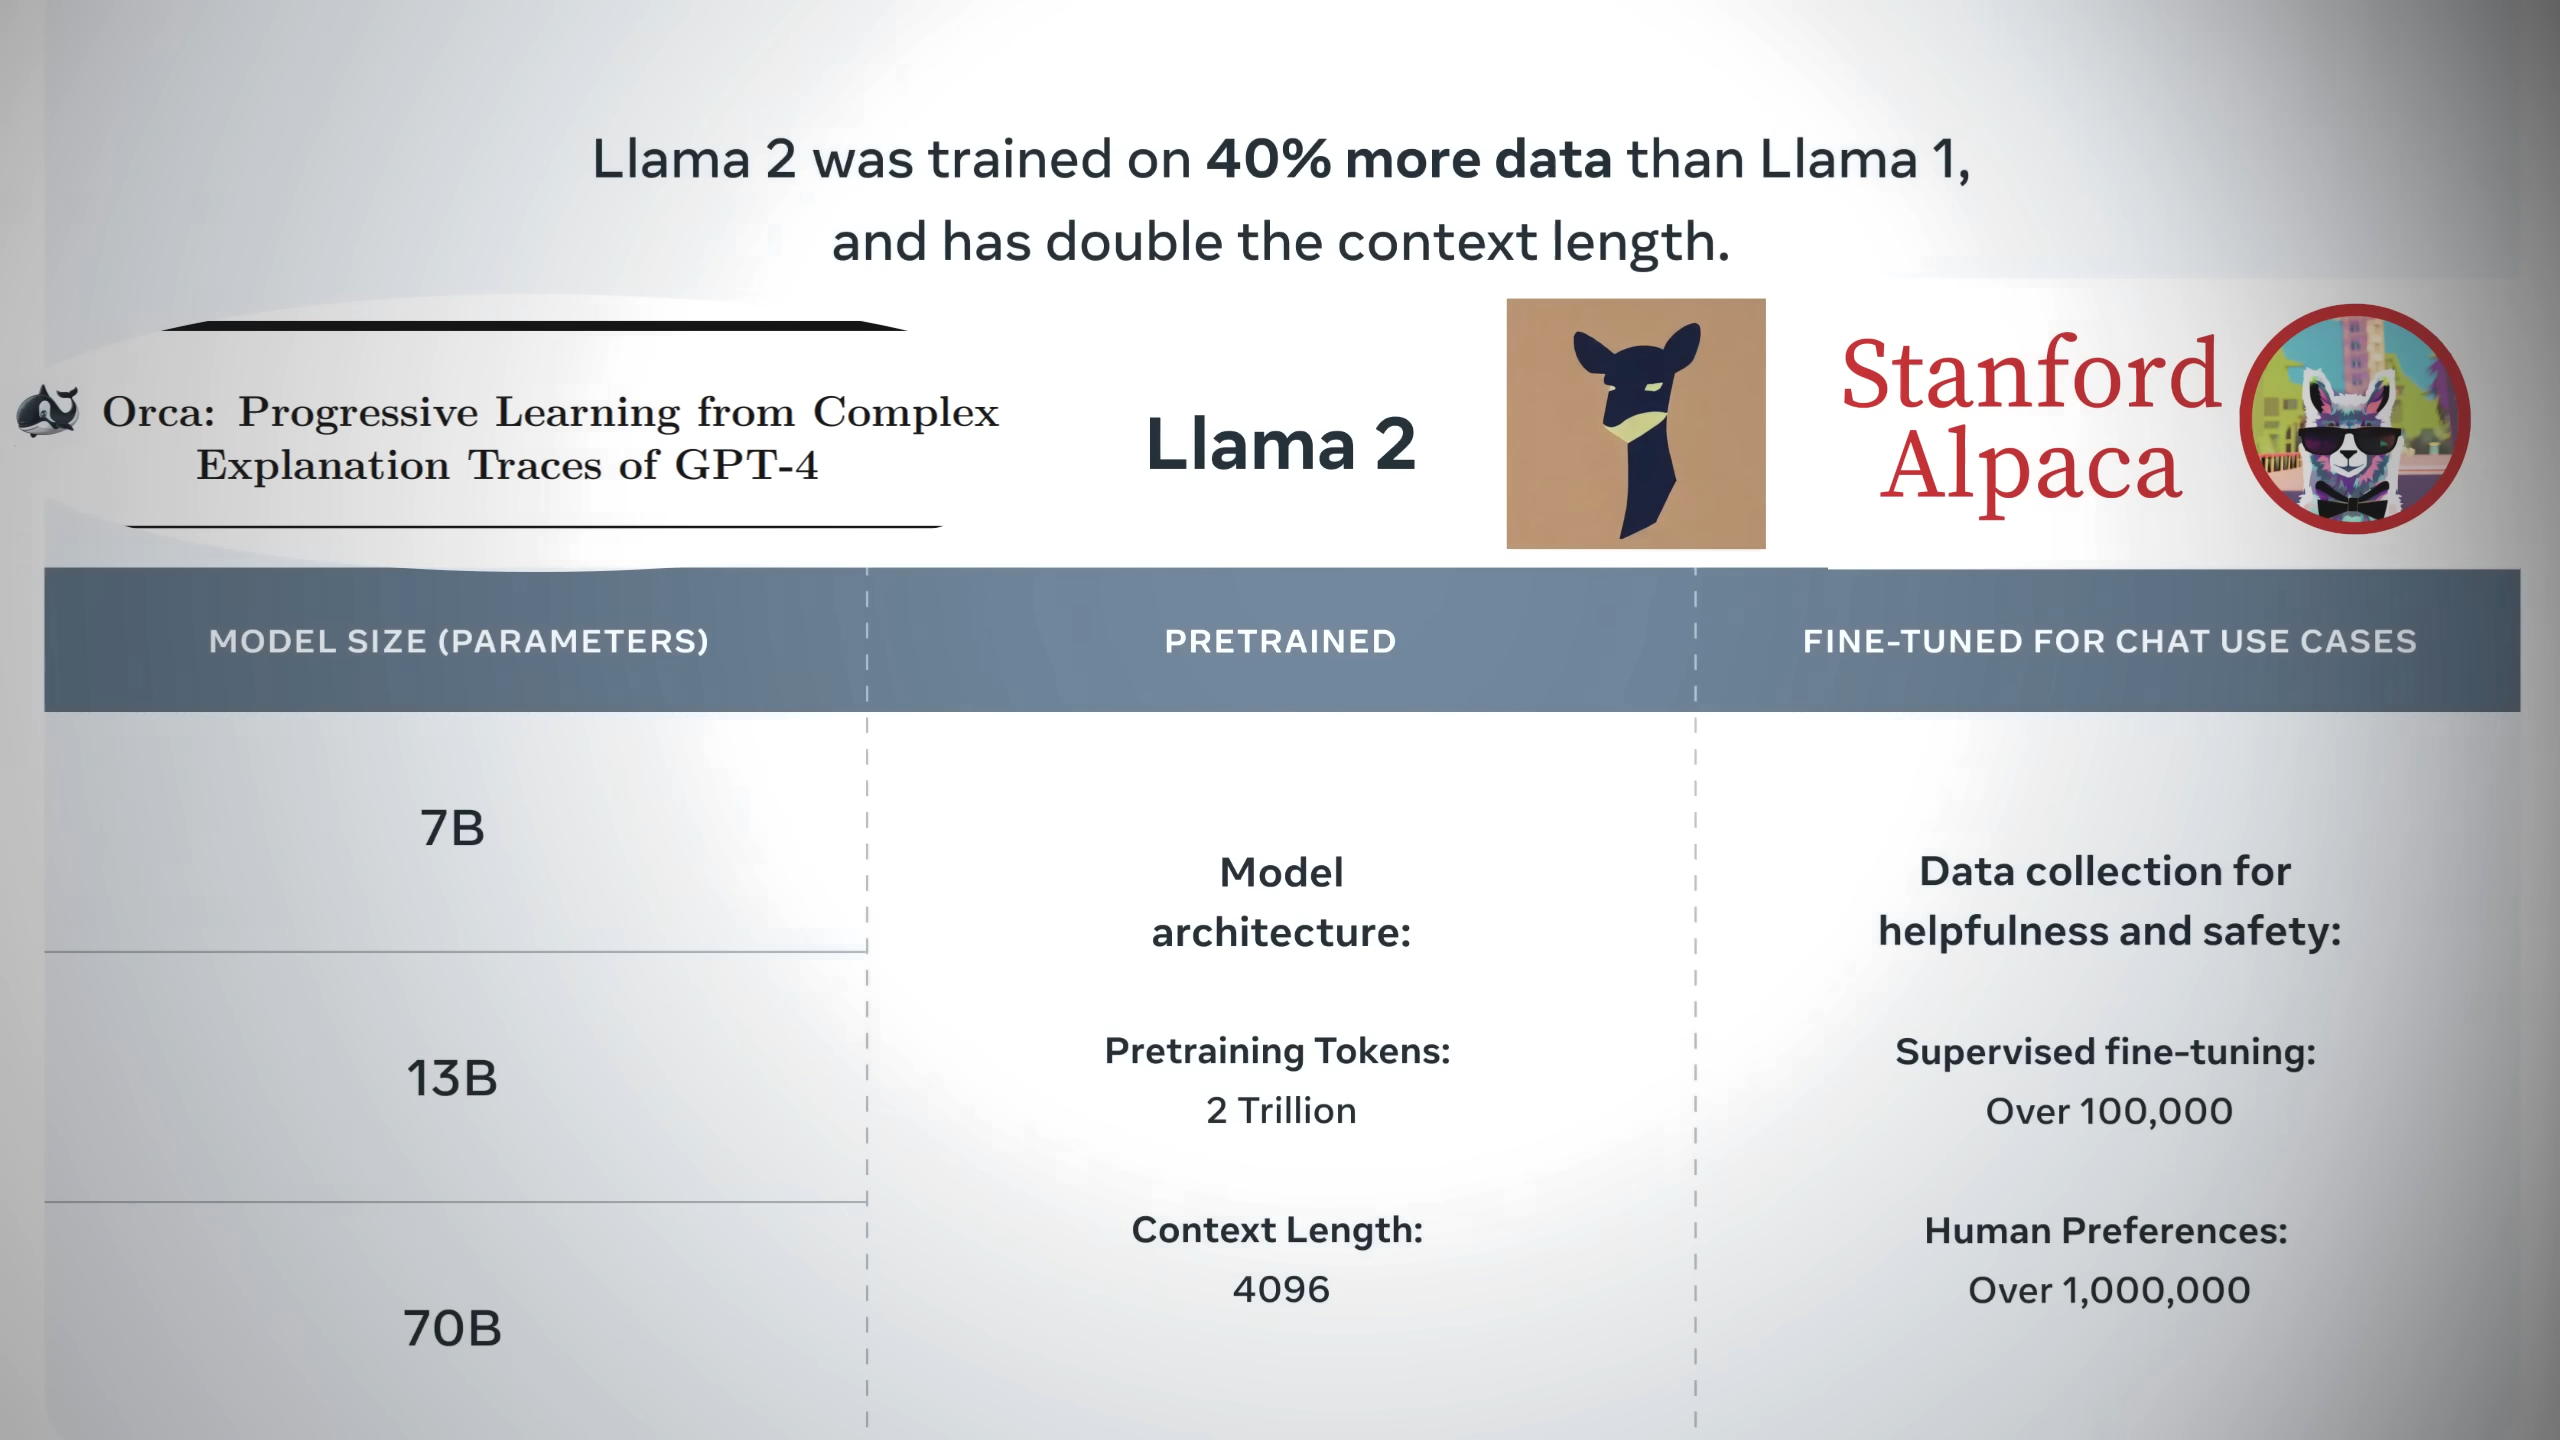 Llama 2 was trained on 40% more data than Llama 1,
and has double the context length.
Orca: Progressive Learning from Complex
Explanation Traces of GPT-4
Llama 2
Stanford
Alpaca
MODEL SIZE (PARAMETERS)
PRETRAINED
FINE-TUNED FOR CHAT USE CASES
7B
13B
70B
Model
architecture:
Pretraining Tokens:
2 Trillion
Context Length:
4096
Data collection for
helpfulness and safety:
Supervised fine-tuning:
Over 100,000
Human Preferences:
Over 1,000,000